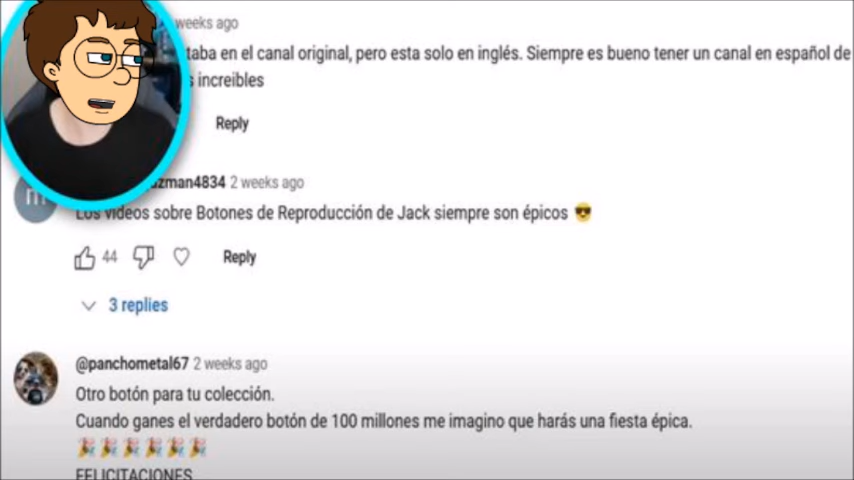 weeks ago
taba en el canal original, pero esta solo en inglés. Siempre es bueno tener un canal en español de
s increibles
Reply
zman4834 2 weeks ago
Los videos sobre Botones de Reproducción de Jack siempre son épicos 😎
44 Reply
3 replies
@panchometal67 2 weeks ago
Otro botón para tu colección.
Cuando ganes el verdadero botón de 100 millones me imagino que harás una fiesta épica.
🎉🎉🎉🎉🎉🎉
FELICITACIONES